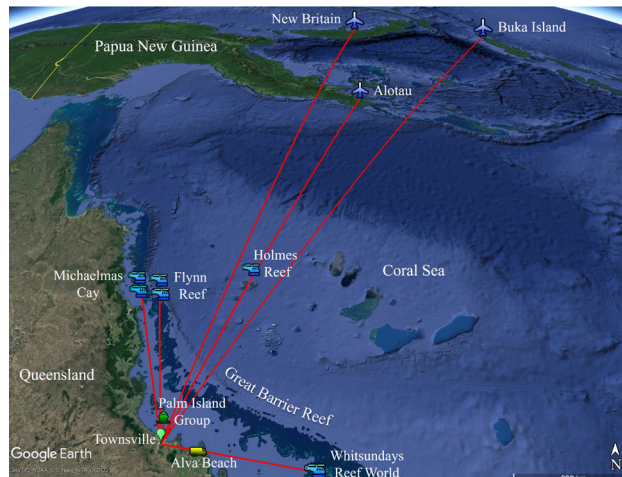 New Britain
Buka Island
Papua New Guinea
Alotau
Holmes
Reef
Coral Sea
Michaelmas
Cay
Flynn
Reef
Queensland
Great Barrier Reef
Palm Island
Group
Townsville
Alva Beach
Whitsundays
Reef World
Google Earth
N